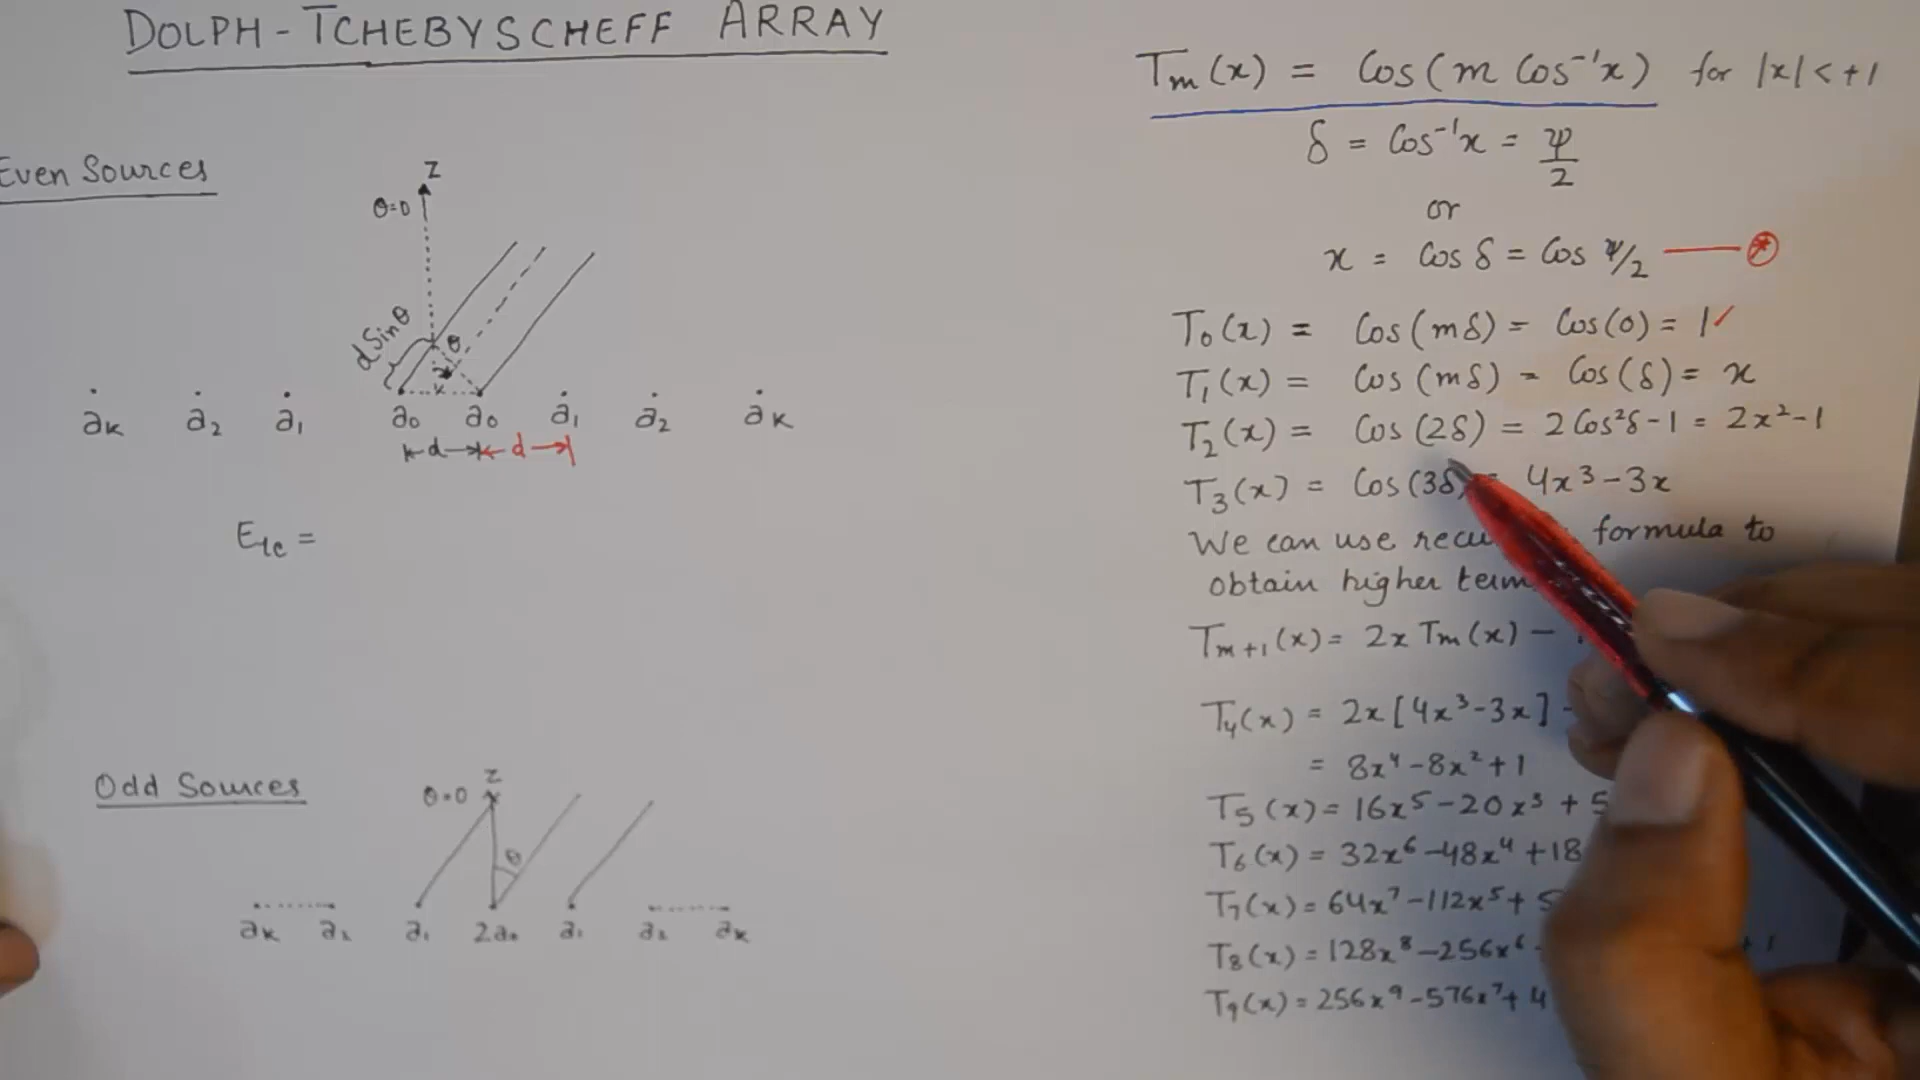 DOLPH-TCHEBYSCHEFF ARRAY
Even Sources
Z
θ=0
d Sinθ
θ
a_k a_2 a_1 a_0 a_0 a_1 a_2 a_k
d d
E_te =
Odd Sources
Z
θ=0
θ
a_k a_2 a_1 2a_0 a_1 a_2 a_k
T_m(x) = Cos(m Cos⁻¹x) for |x|<+1
δ = Cos⁻¹x = ψ/2
or
x = Cos δ = Cos ψ/2 —— *
T_0(x) = Cos(mδ) = Cos(0) = 1
T_1(x) = Cos(mδ) = Cos(δ) = x
T_2(x) = Cos(2δ) = 2Cos²δ-1 = 2x²-1
T_3(x) = Cos(3δ) = 4x³-3x
We can use formula to
obtain higher term
T_m+1(x) = 2x T_m(x) -
T_4(x) = 2x[4x³-3x] -
= 8x⁴-8x²+1
T_5(x) = 16x⁵-20x³+5
T_6(x) = 32x⁶-48x⁴+18
T_7(x) = 64x⁷-112x⁵+5
T_8(x) = 128x⁸-256x⁶ +1
T_9(x) = 256x⁹-576x⁷+4